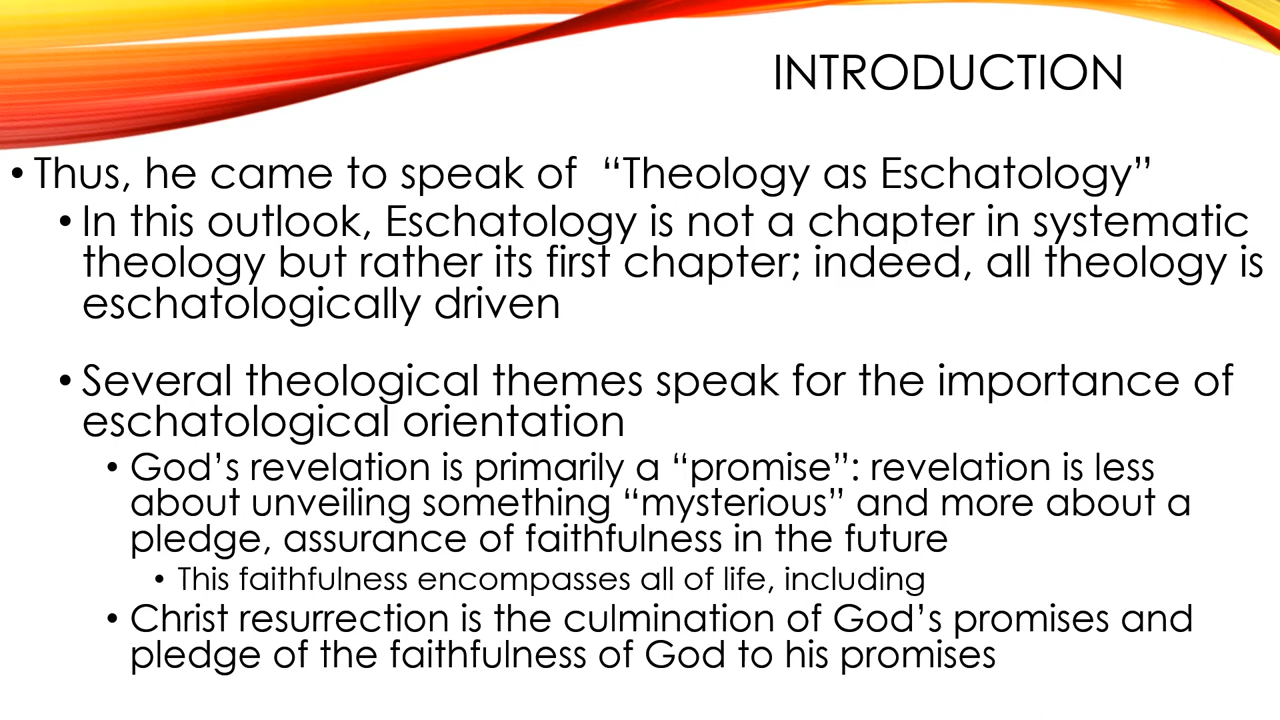 INTRODUCTION
• Thus, he came to speak of “Theology as Eschatology”
• In this outlook, Eschatology is not a chapter in systematic
theology but rather its first chapter; indeed, all theology is
eschatologically driven
• Several theological themes speak for the importance of
eschatological orientation
• God’s revelation is primarily a “promise”: revelation is less
about unveiling something “mysterious” and more about a
pledge, assurance of faithfulness in the future
• This faithfulness encompasses all of life, including
• Christ resurrection is the culmination of God’s promises and
pledge of the faithfulness of God to his promises